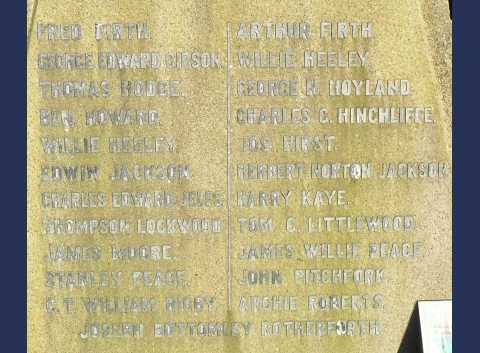 FRED FIRTH.
GEORGE EDWARD GIBSON.
THOMAS HODGE.
BEN. HOWARD.
WILLIE HEELEY.
EDWIN JACKSON.
CHARLES EDWARD
THOMPSON LOCKWOOD
JAMES MOORE.
STANLEY PEACE.
C. T. WILLIAM RIGBY
ARTHUR FIRTH.
WILLIE HEELEY.
GEORGE N. HOYLAND.
CHARLES C. HINCHLIFFE.
JOS. HIRST.
HERBERT NORTON JACKSON.
HARRY KAYE.
TOM C. LITTLEWOOD.
JAMES WILLIE PEACE.
JOHN PITCHFORK.
ARCHIE ROBERTS.
JOSEPH BOTTOMLEY ROTHERFORTH.